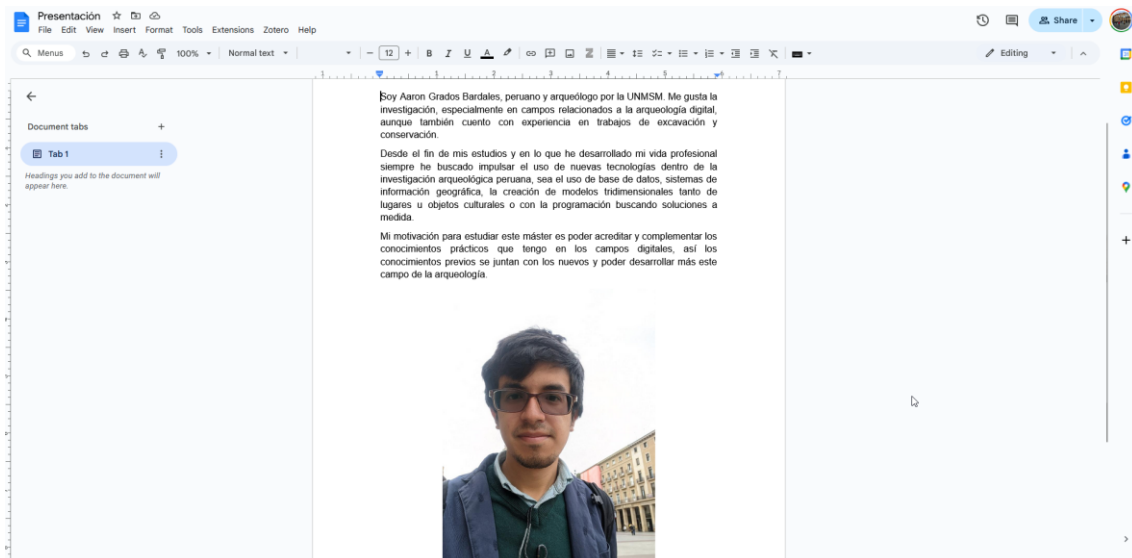 Presentación
File Edit View Insert Format Tools Extensions Zotero Help
Share
Menus
100%
Normal text
12
B I U A
Editing
1 1 2 3 4 5 6 7
Document tabs
Tab 1
Headings you add to the document will
appear here.
Soy Aaron Grados Bardales, peruano y arqueólogo por la UNMSM. Me gusta la
investigación, especialmente en campos relacionados a la arqueología digital,
aunque también cuento con experiencia en trabajos de excavación y
conservación.
Desde el fin de mis estudios y en lo que he desarrollado mi vida profesional
siempre he buscado impulsar el uso de nuevas tecnologías dentro de la
investigación arqueológica peruana, sea el uso de base de datos, sistemas de
información geográfica, la creación de modelos tridimensionales tanto de
lugares u objetos culturales o con la programación buscando soluciones a
medida.
Mi motivación para estudiar este máster es poder acreditar y complementar los
conocimientos prácticos que tengo en los campos digitales, así los
conocimientos previos se juntan con los nuevos y poder desarrollar más este
campo de la arqueología.